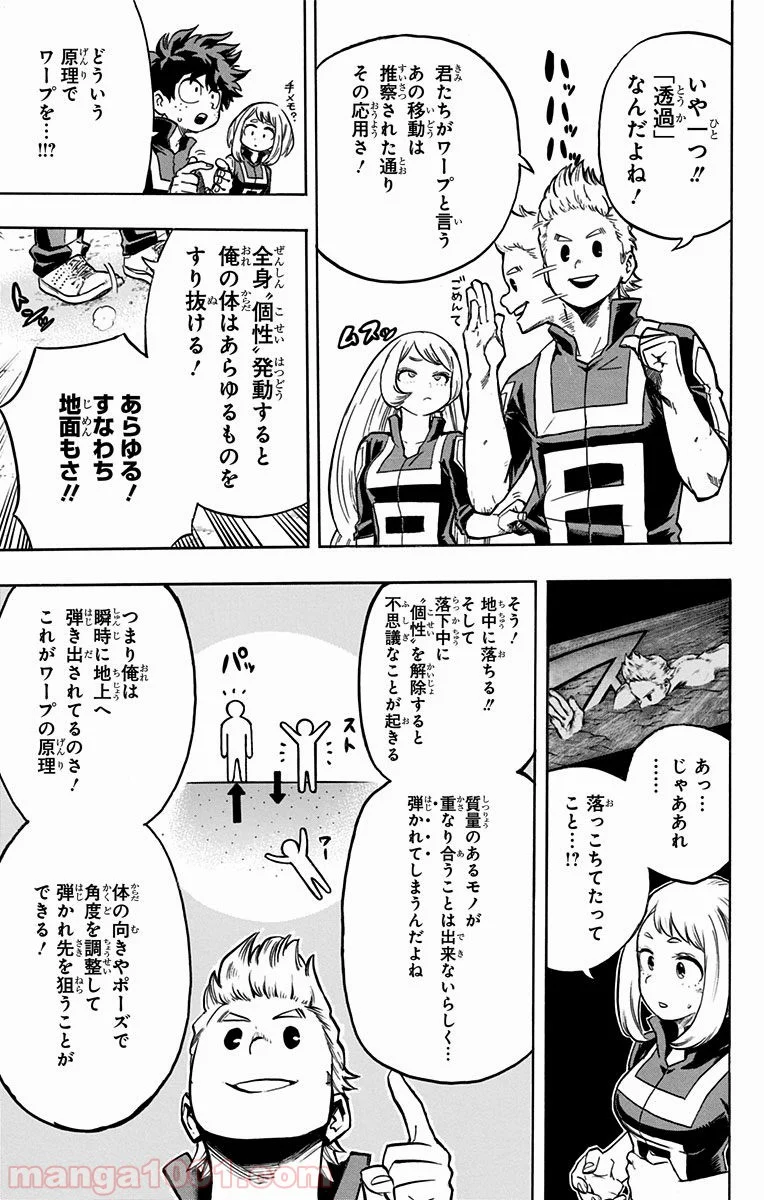 いや一つ!!
「透過」
なんだよね!
君たちがワープと言う
あの移動は
推察された通り
その応用さ!
ごめんて
ムスッ
どういう
原理で
ワープを…!!?
チメモ?
全身〝個性〟発動すると
俺の体はあらゆるものを
すり抜ける!
あらゆる!
すなわち
地面もさ!!
あっ…
じゃああれ
……
落っこちてたって
こと…!?
そう!
地中に落ちる!!
そして
落下中に
〝個性〟を解除すると
不思議なことが起きる
質量のあるモノが
重なり合うことは出来ないらしく…
弾かれてしまうんだよね
スト
パッ
アー
つまり俺は
瞬時に地上へ
弾き出されてるのさ!
これがワープの原理
体の向きやポーズで
角度を調整して
弾かれ先を狙うことが
できる!
manga1001.com